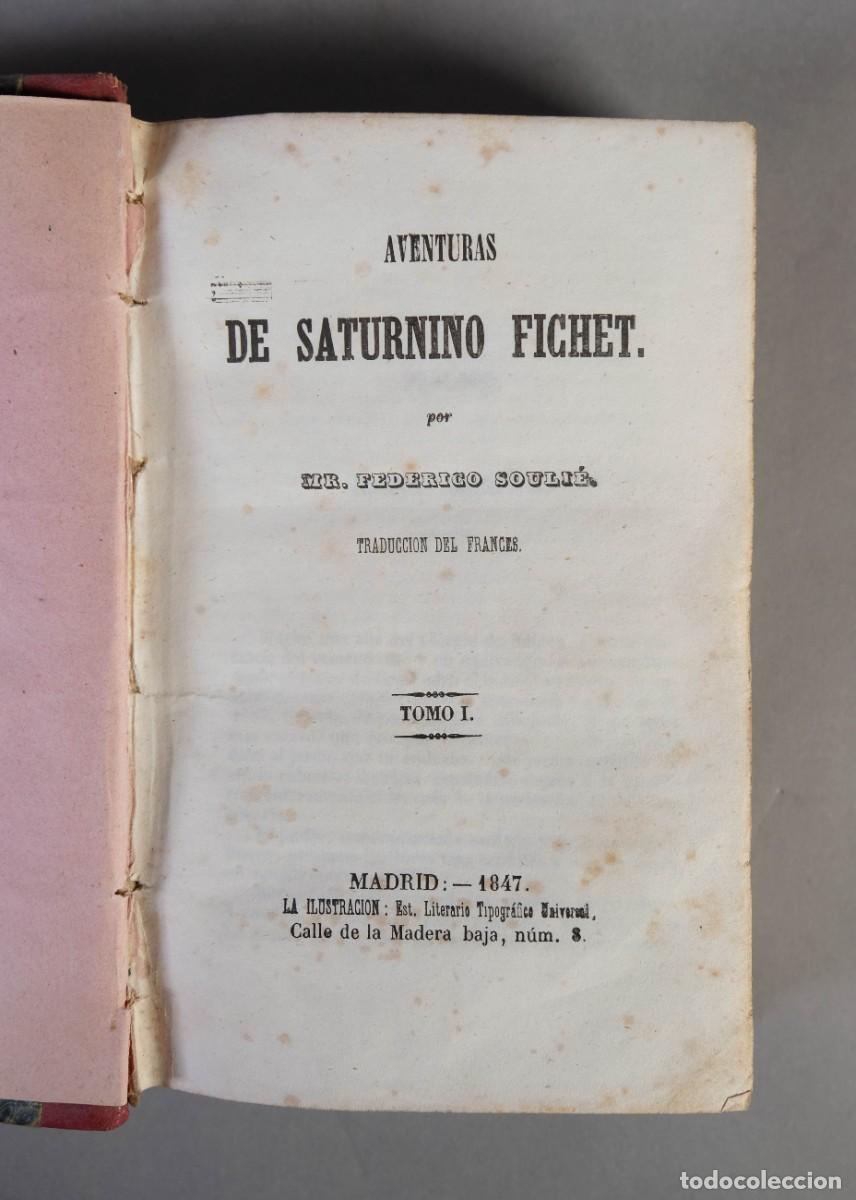 AVENTURAS
DE SATURNINO FICHET.
por
MR. FEDERICO SOULIÉ.
TRADUCCION DEL FRANCES.
TOMO I.
MADRID: — 1847.
LA ILUSTRACION: Est. Literario Tipográfico Universal,
Calle de la Madera baja, núm. 8.
todocoleccion